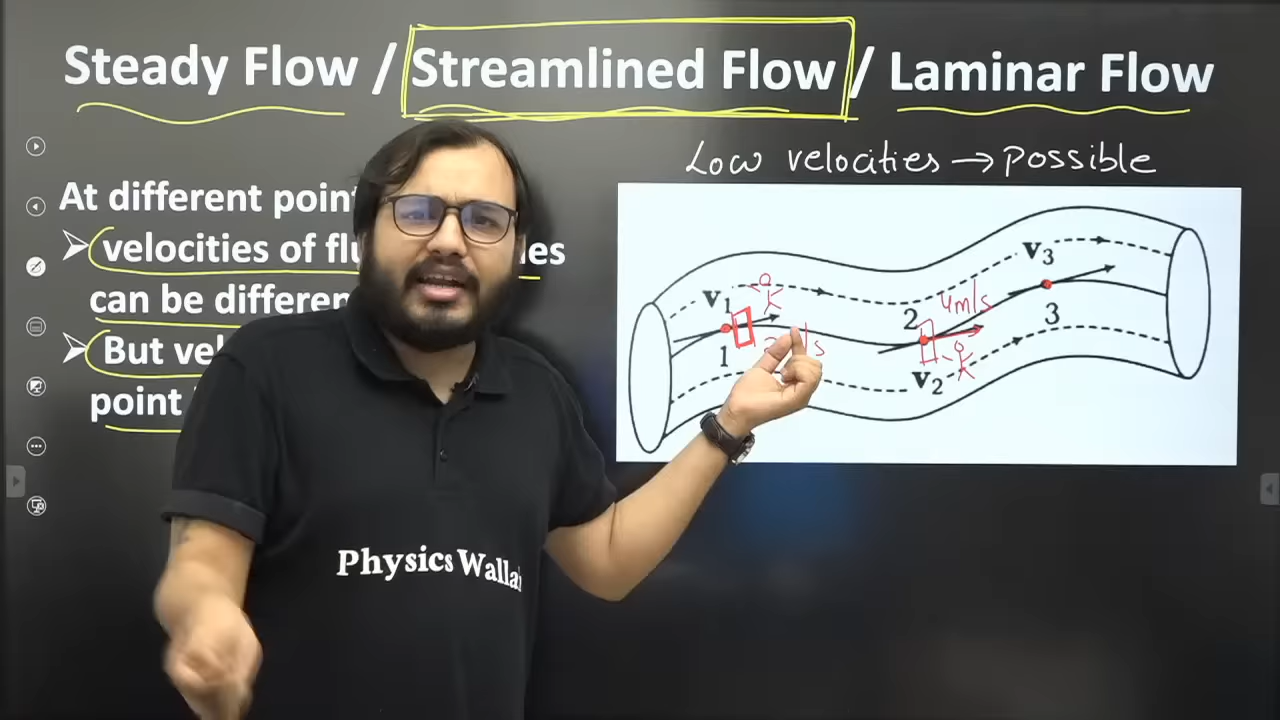 Steady Flow / Streamlined Flow / Laminar Flow
Low velocities → possible
At different point
➢ velocities of flu les
can be differen
➢ But vel
point
v₁
1
2
4m/s
v₂
v₃
3
Physics Walla